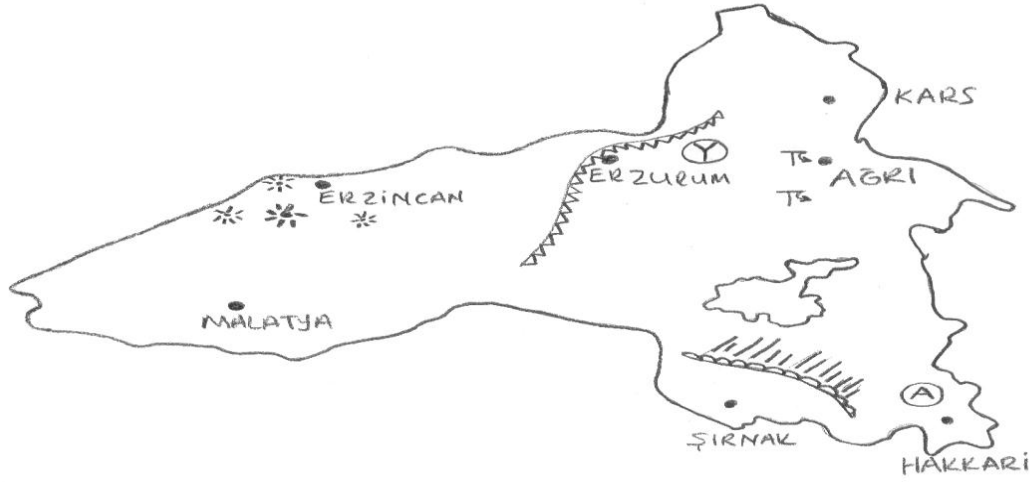 KARS
Y
ERZURUM
AĞRI
ERZİNCAN
MALATYA
A
ŞIRNAK
HAKKARİ